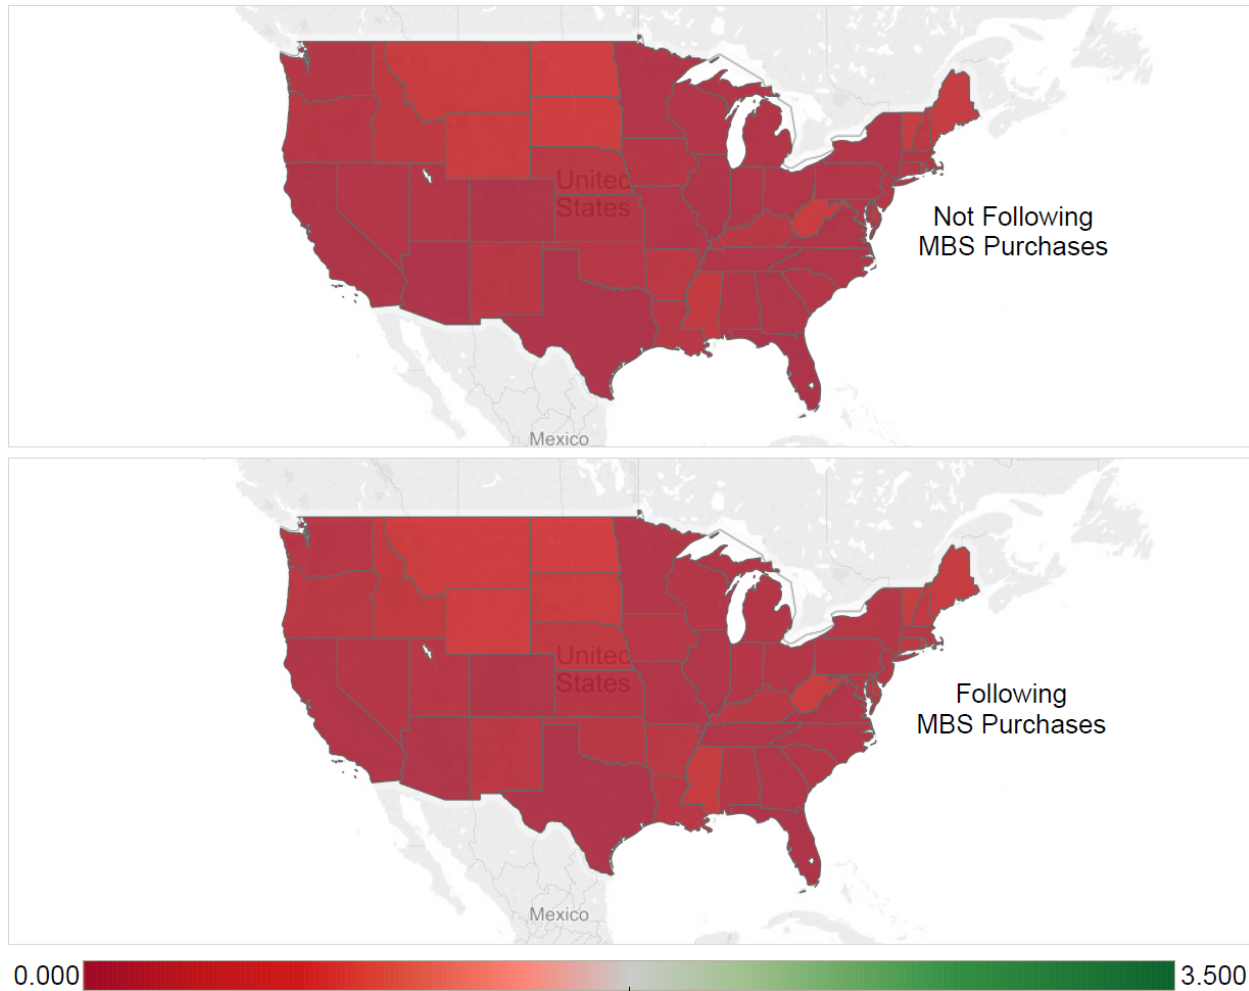 United
States
Not Following
MBS Purchases
Mexico
United
States
Following
MBS Purchases
Mexico
0.000 3.500